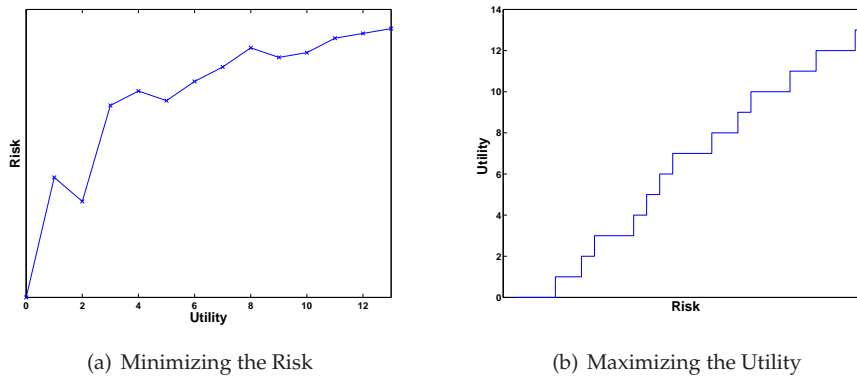 Risk
0 2 4 6 8 10 12
Utility
(a) Minimizing the Risk
Utility
14
12
10
8
6
4
2
0
Risk
(b) Maximizing the Utility